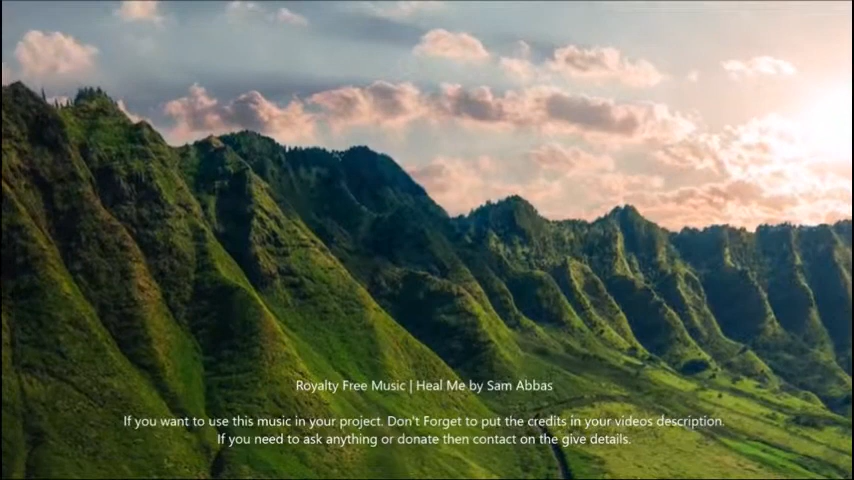 Royalty Free Music | Heal Me by Sam Abbas
If you want to use this music in your project. Don't Forget to put the credits in your videos description.
If you need to ask anything or donate then contact on the give details.